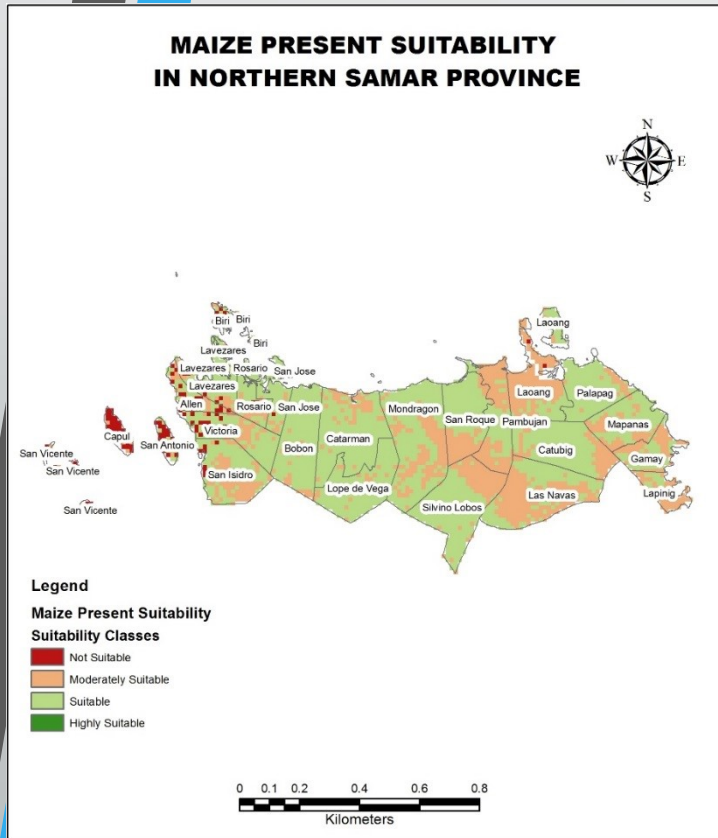 MAIZE PRESENT SUITABILITY
IN NORTHERN SAMAR PROVINCE
N
W E
S
Biri Biri
Biri
Laoang
Lavezares
Lavezares Rosario San Jose
Lavezares
Allen
Rosario San Jose
Laoang
Palapag
Mondragon
San Roque Pambujan
Mapanas
Capul
San Antonio
Victoria
Catarman
Bobon
Catubig
San Vicente
San Vicente
Gamay
San Isidro
Lope de Vega
Las Navas
Lapinig
San Vicente
Silvino Lobos
Legend
Maize Present Suitability
Suitability Classes
Not Suitable
Moderately Suitable
Suitable
Highly Suitable
0 0.1 0.2 0.4 0.6 0.8
Kilometers